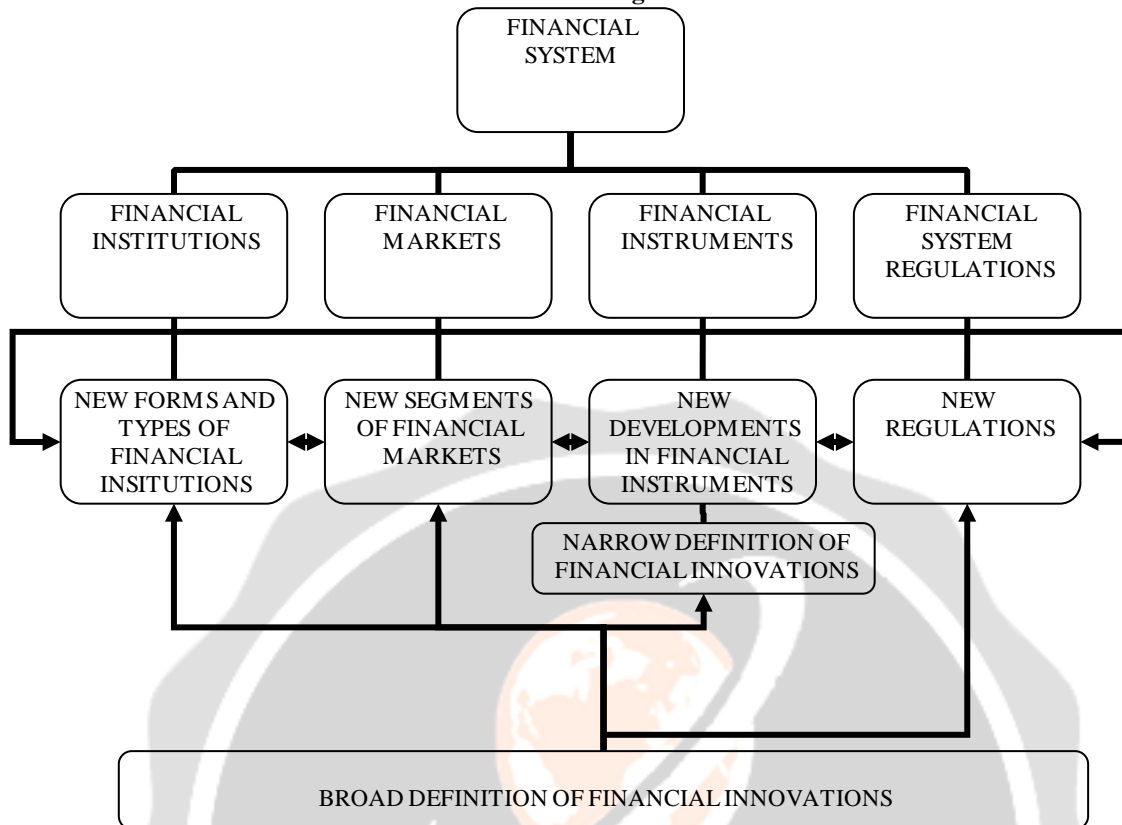 FINANCIAL
SYSTEM
FINANCIAL
INSTITUTIONS
FINANCIAL
MARKETS
FINANCIAL
INSTRUMENTS
FINANCIAL
SYSTEM
REGULATIONS
NEW FORMS AND
TYPES OF
FINANCIAL
INSITUTIONS
NEW SEGMENTS
OF FINANCIAL
MARKETS
NEW
DEVELOPMENTS
IN FINANCIAL
INSTRUMENTS
NEW
REGULATIONS
NARROW DEFINITION OF
FINANCIAL INNOVATIONS
BROAD DEFINITION OF FINANCIAL INNOVATIONS